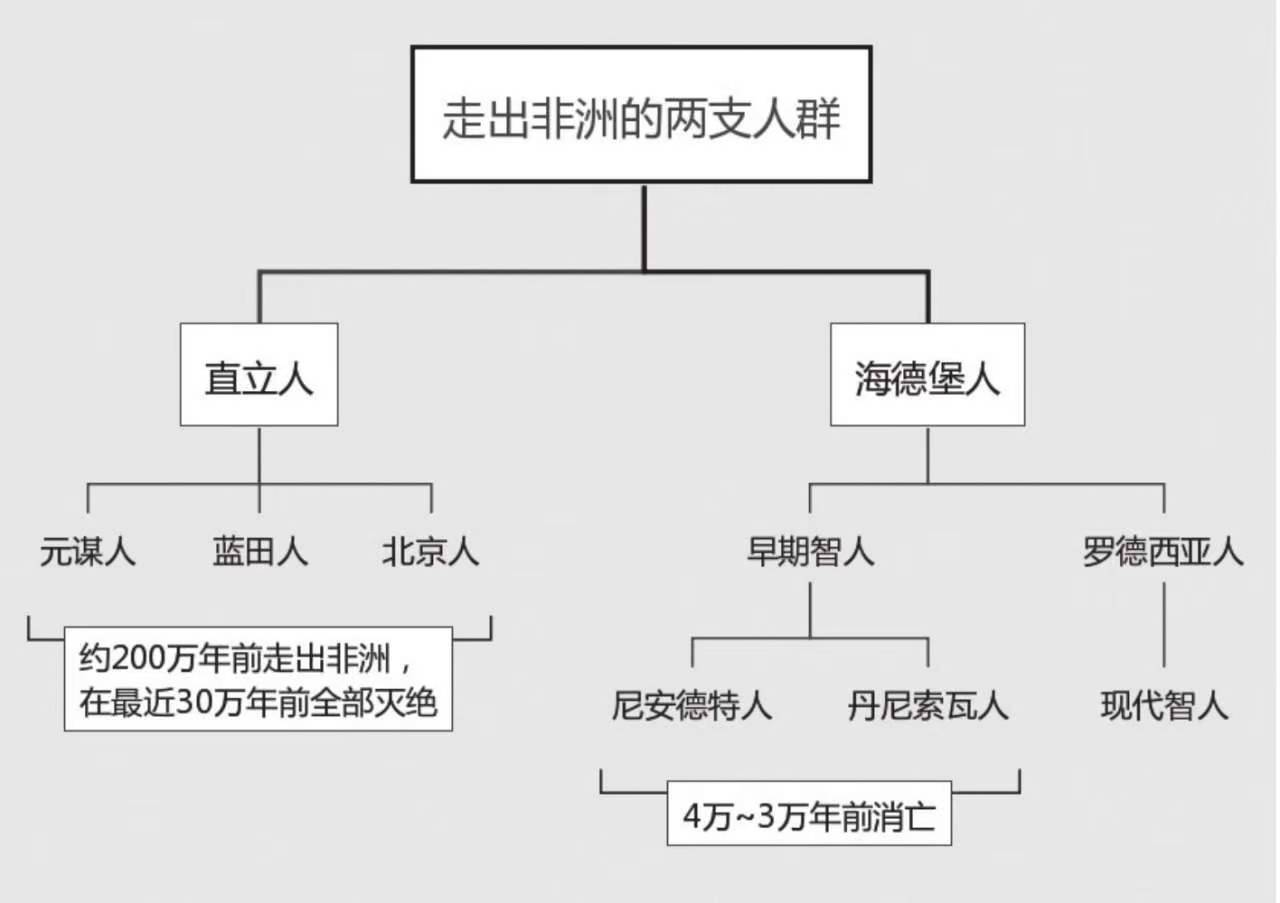 走出非洲的两支人群
直立人
海德堡人
元谋人
蓝田人
北京人
早期智人
罗德西亚人
约200万年前走出非洲，
在最近30万年前全部灭绝
尼安德特人
丹尼索瓦人
现代智人
4万~3万年前消亡